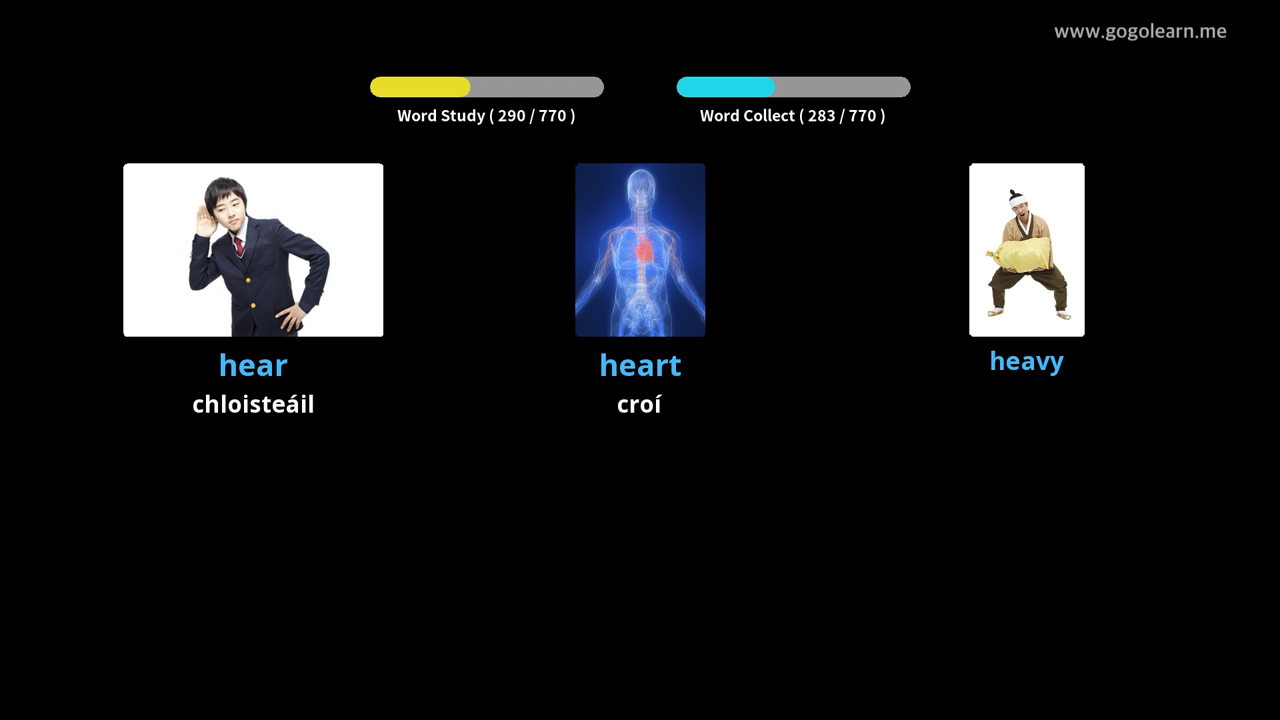 www.gogolearn.me
Word Study ( 290 / 770 )
Word Collect ( 283 / 770 )
hear
chloisteáil
heart
croí
heavy